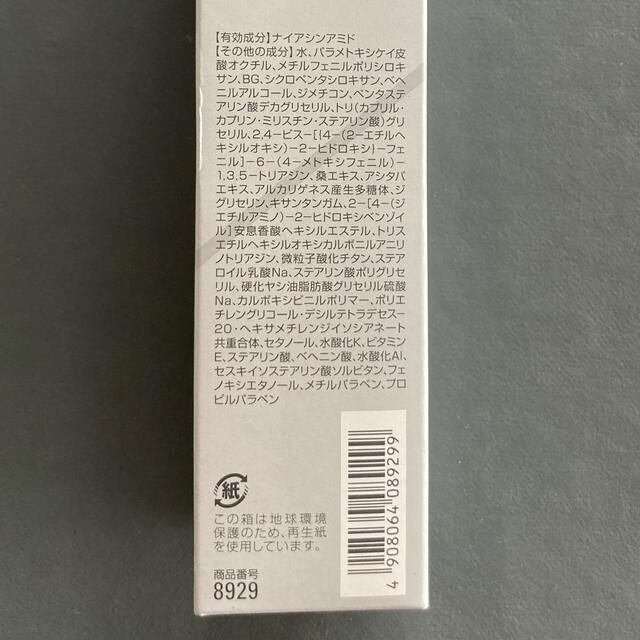 【有効成分】ナイアシンアミド
【その他の成分】水、パラメトキシケイ皮
酸オクチル、メチルフェニルポリシロキ
サン、BG、シクロペンタシロキサン、ベヘ
ニルアルコール、ジメチコン、ペンタステ
アリン酸デカグリセリル、トリ(カプリル・
カプリン・ミリスチン・ステアリン酸)グリ
セリル、2,4-ビス-[{4-(2-エチルヘ
キシルオキシ)-2-ヒドロキシ}-フェ
ニル]-6-(4-メトキシフェニル)-
1,3,5-トリアジン、桑エキス、アシタバ
エキス、アルカリゲネス産生多糖体、ジ
グリセリン、キサンタンガム、2-[4-(ジ
エチルアミノ)-2-ヒドロキシベンゾイ
ル]安息香酸ヘキシルエステル、トリス
エチルヘキシルオキシカルボニルアニリ
ノトリアジン、微粒子酸化チタン、ステア
ロイル乳酸Na、ステアリン酸ポリグリセ
リル、硬化ヤシ油脂肪酸グリセリル硫酸
Na、カルボキシビニルポリマー、ポリエ
チレングリコール・デシルテトラデセス-
20・ヘキサメチレンジイソシアネート
共重合体、セタノール、水酸化K、ビタミン
E、ステアリン酸、ベヘニン酸、水酸化Al、
セスキイソステアリン酸ソルビタン、フェ
ノキシエタノール、メチルパラベン、プロ
ピルパラベン
紙
この箱は地球環境
保護のため、再生紙
を使用しています。
商品番号
8929
4 908064 089299